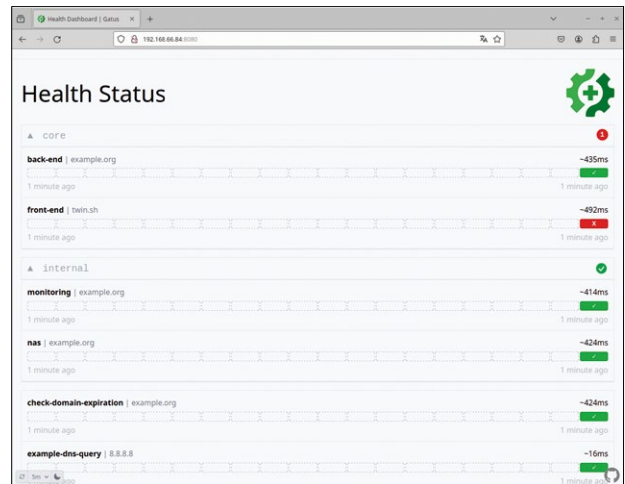 Health Dashboard | Gatus
192.168.66.84:8080
Health Status
core
1
back-end | example.org
~435ms
1 minute ago
1 minute ago
front-end | twin.sh
~492ms
X
1 minute ago
1 minute ago
internal
monitoring | example.org
~414ms
1 minute ago
1 minute ago
nas | example.org
~424ms
1 minute ago
1 minute ago
check-domain-expiration | example.org
~424ms
1 minute ago
1 minute ago
example-dns-query | 8.8.8.8
~16ms
5m
ago
1 minute ago